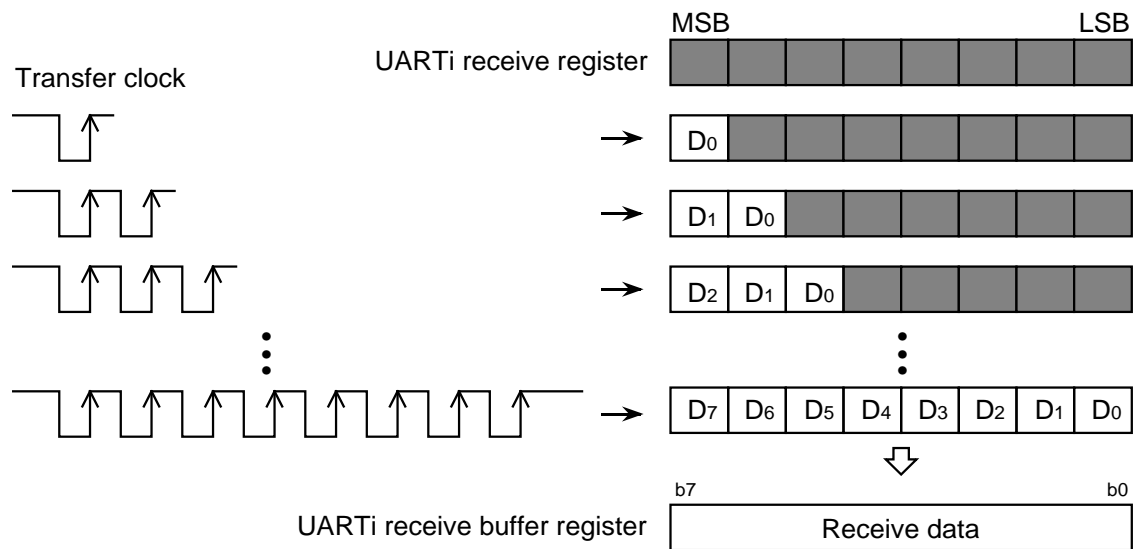 MSB LSB
UARTi receive register
Transfer clock
D0
D1 D0
D2 D1 D0
D7 D6 D5 D4 D3 D2 D1 D0
b7 b0
UARTi receive buffer register Receive data